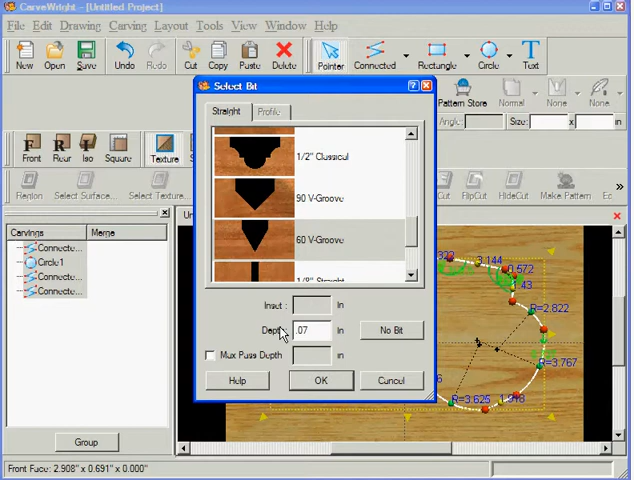 CarveWright - [Untitled Project]
File Edit Drawing Carving Layout Tools View Window Help
New Open Save Undo Redo Cut Copy Paste Delete Pointer Connected Rectangle Circle Text
Select Bit
Straight Profile
Pattern Store Normal None None
Angle: Size: x in
Front Rear Iso Square Texture
Region Select Surface... Select Texture... RipCut HideCut Make Pattern
1/2" Classical
90 V-Groove
60 V-Groove
1/8" Straight
Carvings Merge
Connecte...
Circle1
Connecte...
Connecte...
3.144 0.572
43
R=2.822
R=3.767
R=3.625 1.918
Inset : in
Depth .07 in No Bit
Max Pass Depth in
Help OK Cancel
Group
Front Face: 2.908" x 0.691" x 0.000"